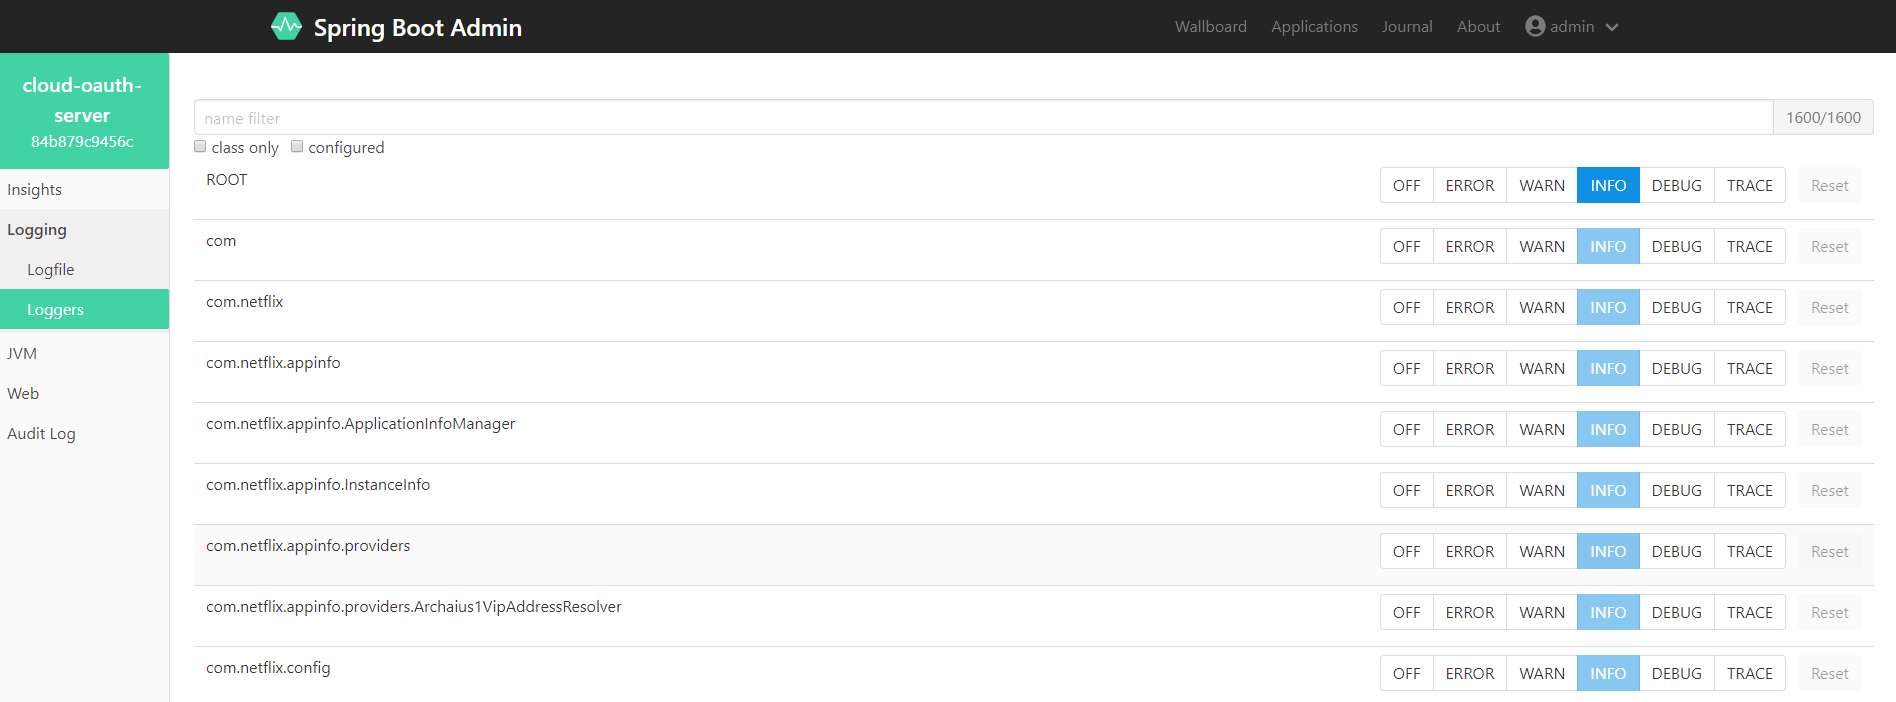 Spring Boot Admin
Wallboard Applications Journal About admin
cloud-oauth-
server
84b879c9456c
Insights
Logging
Logfile
Loggers
JVM
Web
Audit Log
name filter 1600/1600
class only configured
ROOT OFF ERROR WARN INFO DEBUG TRACE Reset
com OFF ERROR WARN INFO DEBUG TRACE Reset
com.netflix OFF ERROR WARN INFO DEBUG TRACE Reset
com.netflix.appinfo OFF ERROR WARN INFO DEBUG TRACE Reset
com.netflix.appinfo.ApplicationInfoManager OFF ERROR WARN INFO DEBUG TRACE Reset
com.netflix.appinfo.InstanceInfo OFF ERROR WARN INFO DEBUG TRACE Reset
com.netflix.appinfo.providers OFF ERROR WARN INFO DEBUG TRACE Reset
com.netflix.appinfo.providers.Archaius1VipAddressResolver OFF ERROR WARN INFO DEBUG TRACE Reset
com.netflix.config OFF ERROR WARN INFO DEBUG TRACE Reset